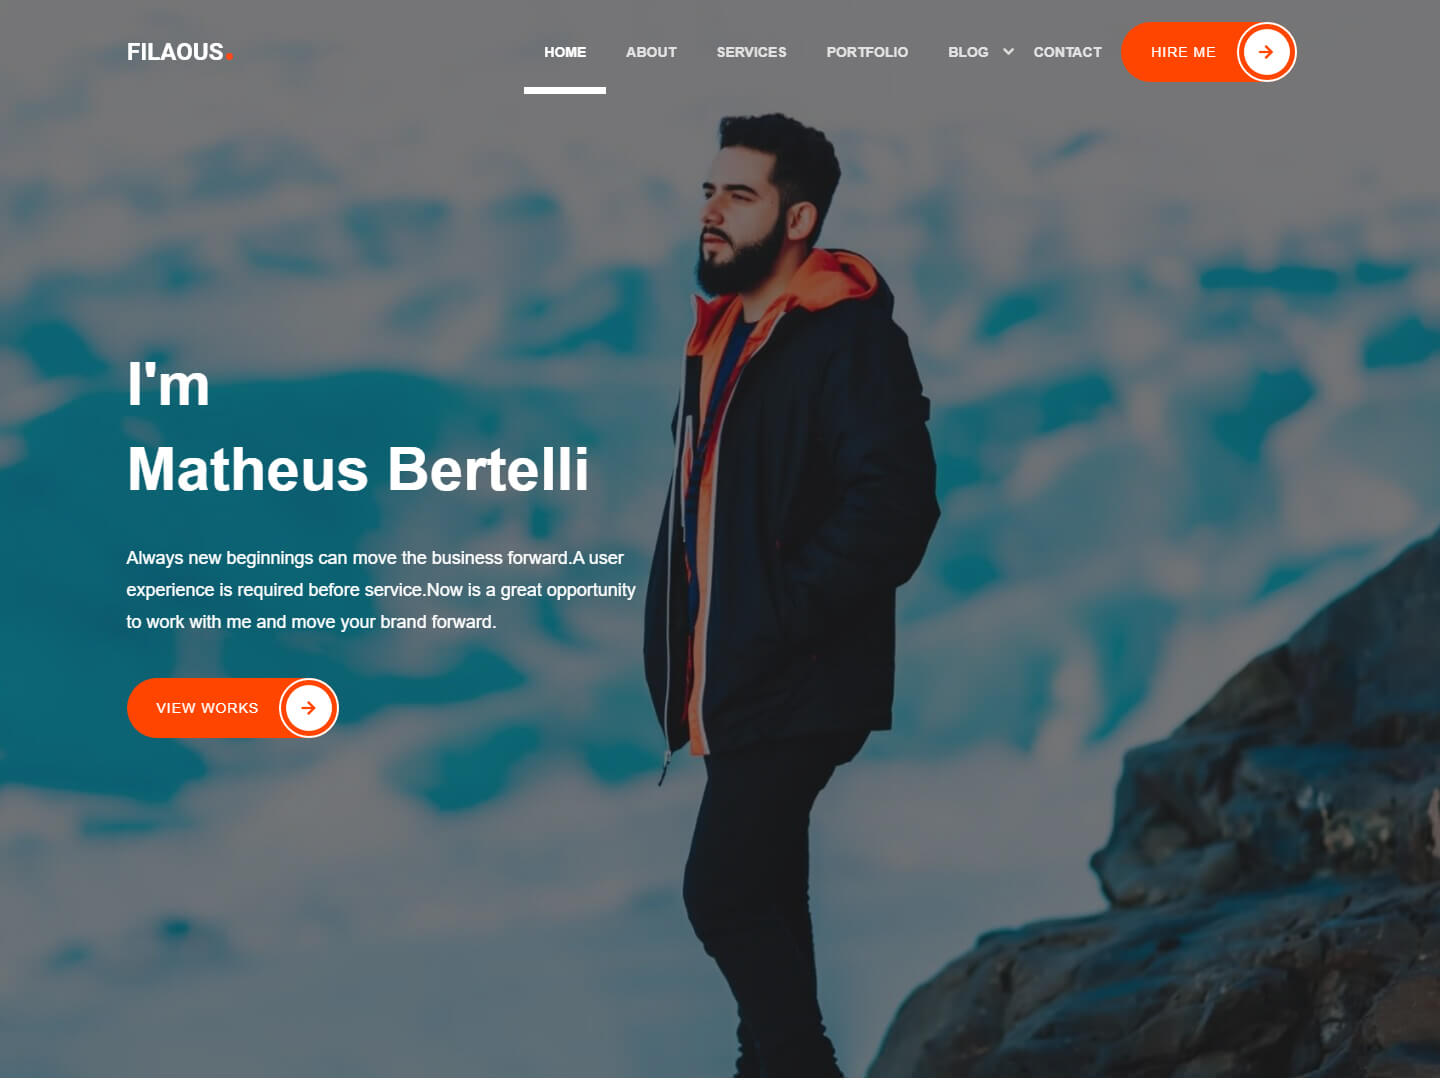 FILAOUS.
HOME
ABOUT
SERVICES
PORTFOLIO
BLOG
CONTACT
HIRE ME
I'm
Matheus Bertelli
Always new beginnings can move the business forward.A user
experience is required before service.Now is a great opportunity
to work with me and move your brand forward.
VIEW WORKS